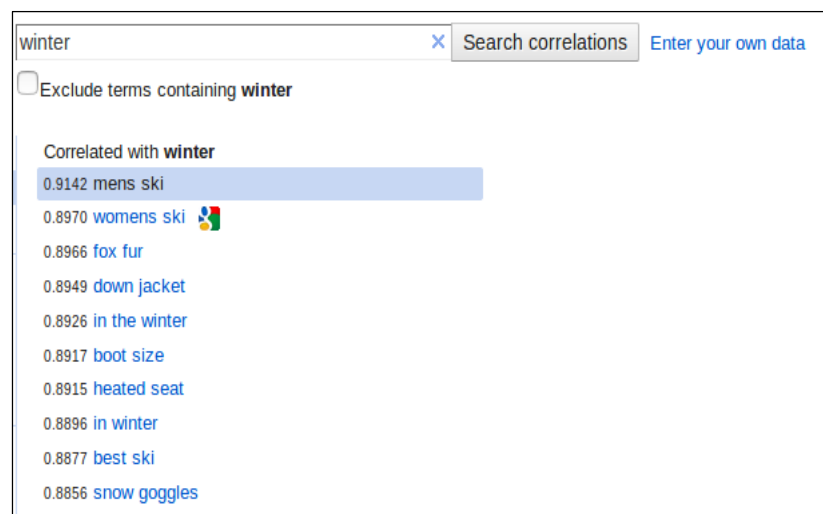 winter × Search correlations Enter your own data
Exclude terms containing winter
Correlated with winter
0.9142 mens ski
0.8970 womens ski
0.8966 fox fur
0.8949 down jacket
0.8926 in the winter
0.8917 boot size
0.8915 heated seat
0.8896 in winter
0.8877 best ski
0.8856 snow goggles